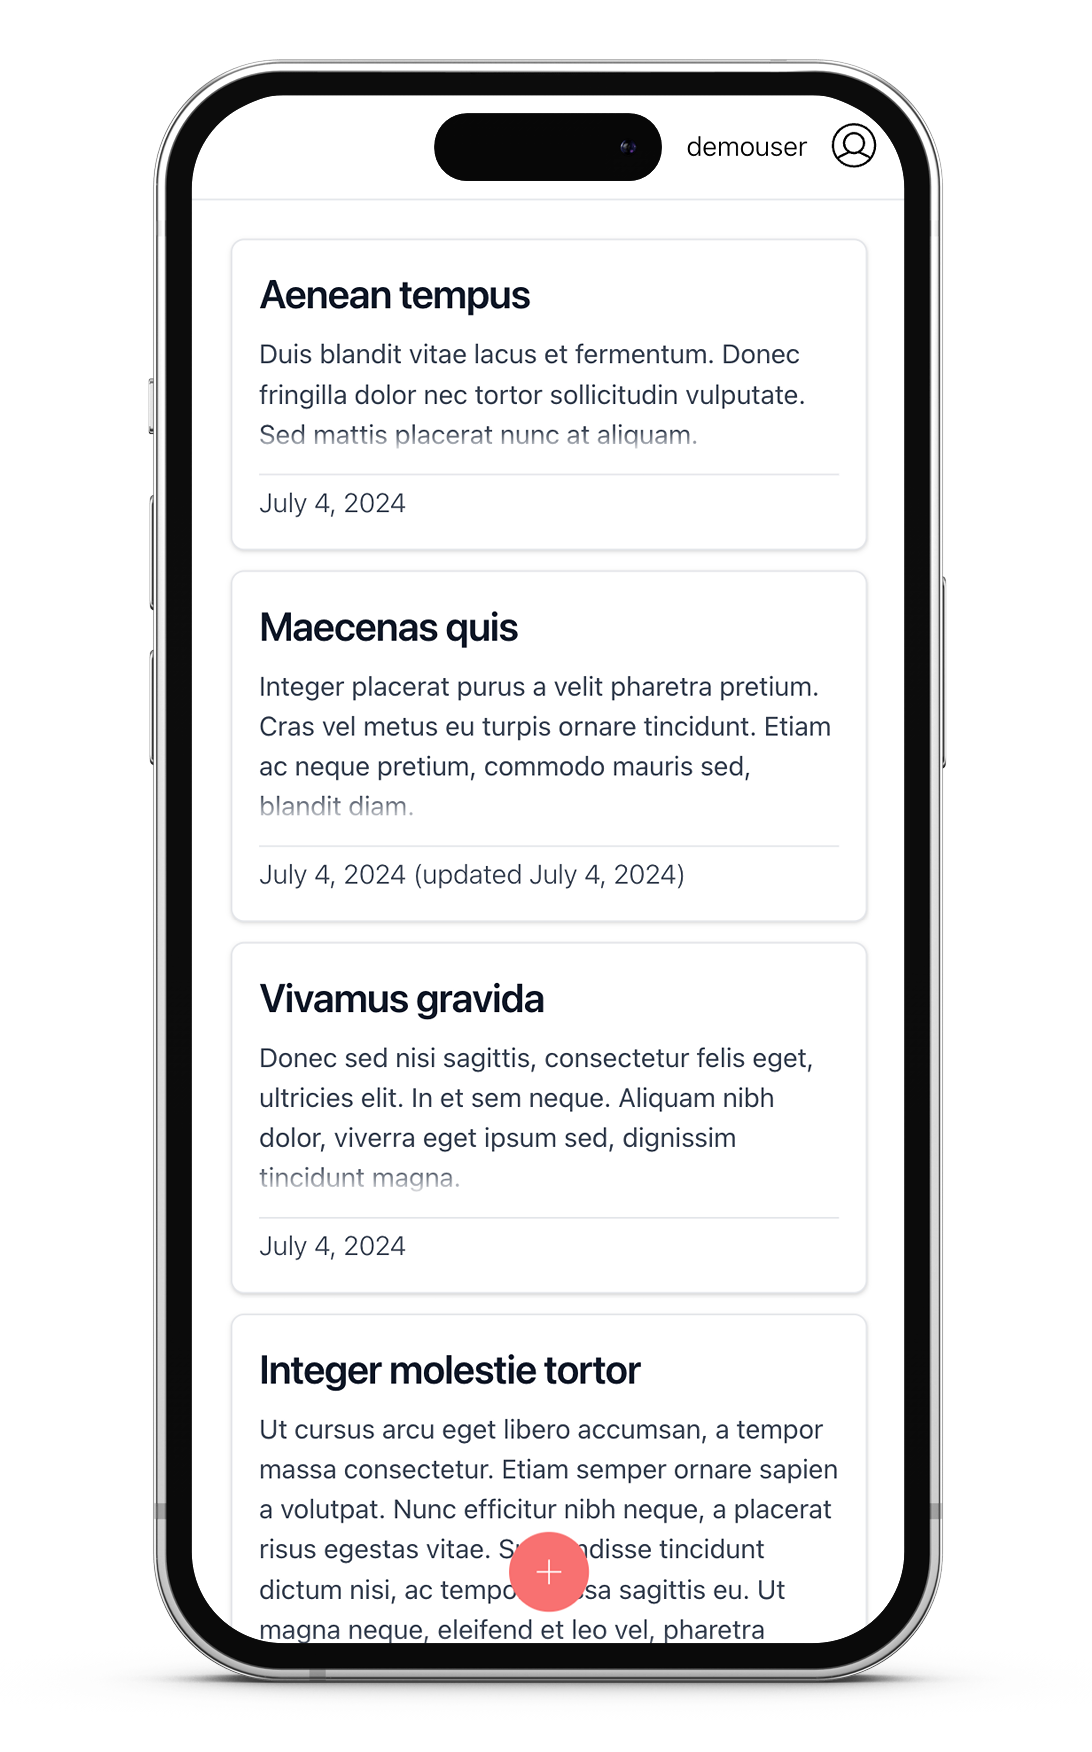 demouser
Aenean tempus
Duis blandit vitae lacus et fermentum. Donec
fringilla dolor nec tortor sollicitudin vulputate.
Sed mattis placerat nunc at aliquam.
July 4, 2024
Maecenas quis
Integer placerat purus a velit pharetra pretium.
Cras vel metus eu turpis ornare tincidunt. Etiam
ac neque pretium, commodo mauris sed,
blandit diam.
July 4, 2024 (updated July 4, 2024)
Vivamus gravida
Donec sed nisi sagittis, consectetur felis eget,
ultricies elit. In et sem neque. Aliquam nibh
dolor, viverra eget ipsum sed, dignissim
tincidunt magna.
July 4, 2024
Integer molestie tortor
Ut cursus arcu eget libero accumsan, a tempor
massa consectetur. Etiam semper ornare sapien
a volutpat. Nunc efficitur nibh neque, a placerat
risus egestas vitae. tincidunt
dictum nisi, ac sagittis eu. Ut
magna neque, eleifend et leo vel, pharetra